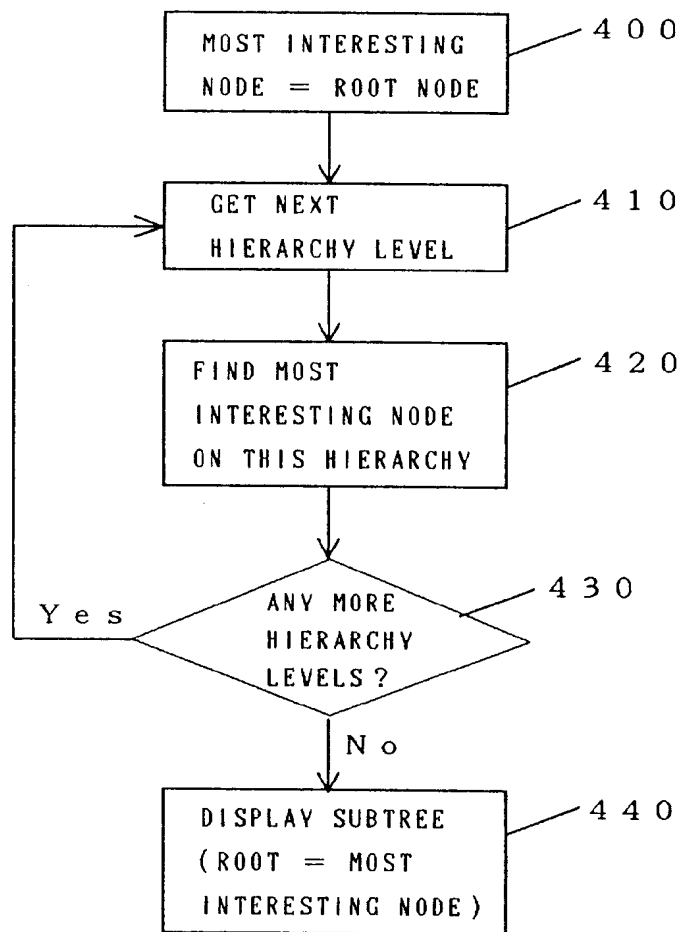 MOST INTERESTING
NODE = ROOT NODE
400
GET NEXT
HIERARCHY LEVEL
410
FIND MOST
INTERESTING NODE
ON THIS HIERARCHY
420
ANY MORE
HIERARCHY
LEVELS?
430
Yes
No
DISPLAY SUBTREE
(ROOT = MOST
INTERESTING NODE)
440